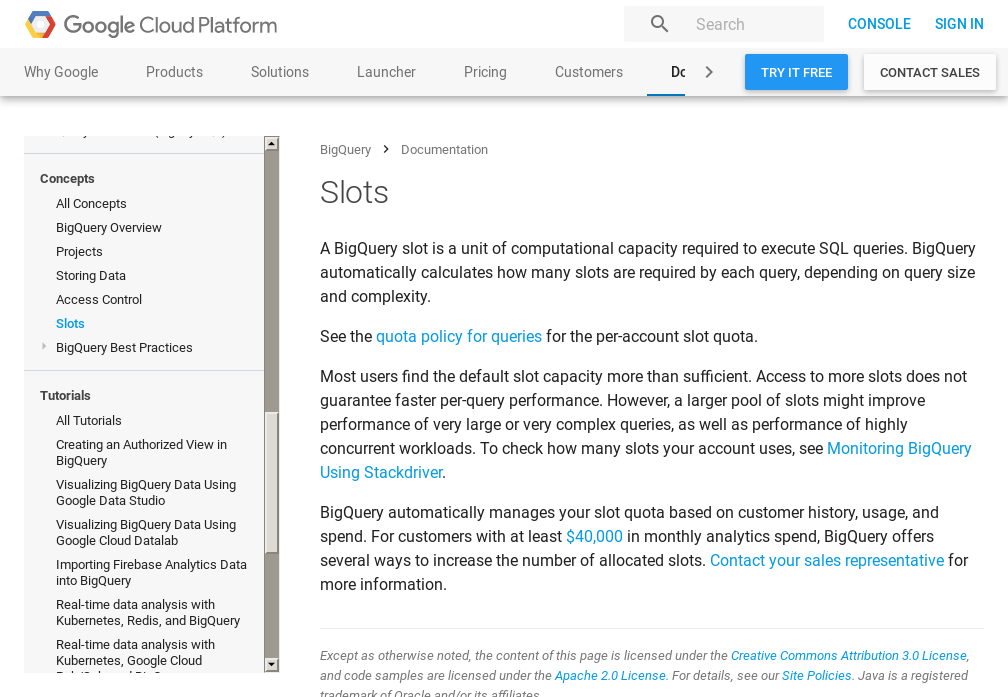 Google Cloud Platform
Search
CONSOLE
SIGN IN
Why Google
Products
Solutions
Launcher
Pricing
Customers
TRY IT FREE
CONTACT SALES
Concepts
All Concepts
BigQuery Overview
Projects
Storing Data
Access Control
Slots
BigQuery Best Practices
Tutorials
All Tutorials
Creating an Authorized View in
BigQuery
Visualizing BigQuery Data Using
Google Data Studio
Visualizing BigQuery Data Using
Google Cloud Datalab
Importing Firebase Analytics Data
into BigQuery
Real-time data analysis with
Kubernetes, Redis, and BigQuery
Real-time data analysis with
Kubernetes, Google Cloud
BigQuery
Documentation
Slots
A BigQuery slot is a unit of computational capacity required to execute SQL queries. BigQuery
automatically calculates how many slots are required by each query, depending on query size
and complexity.
See the quota policy for queries for the per-account slot quota.
Most users find the default slot capacity more than sufficient. Access to more slots does not
guarantee faster per-query performance. However, a larger pool of slots might improve
performance of very large or very complex queries, as well as performance of highly
concurrent workloads. To check how many slots your account uses, see Monitoring BigQuery
Using Stackdriver.
BigQuery automatically manages your slot quota based on customer history, usage, and
spend. For customers with at least $40,000 in monthly analytics spend, BigQuery offers
several ways to increase the number of allocated slots. Contact your sales representative for
more information.
Except as otherwise noted, the content of this page is licensed under the Creative Commons Attribution 3.0 License,
and code samples are licensed under the Apache 2.0 License. For details, see our Site Policies. Java is a registered
trademark of Oracle and/or its affiliates.